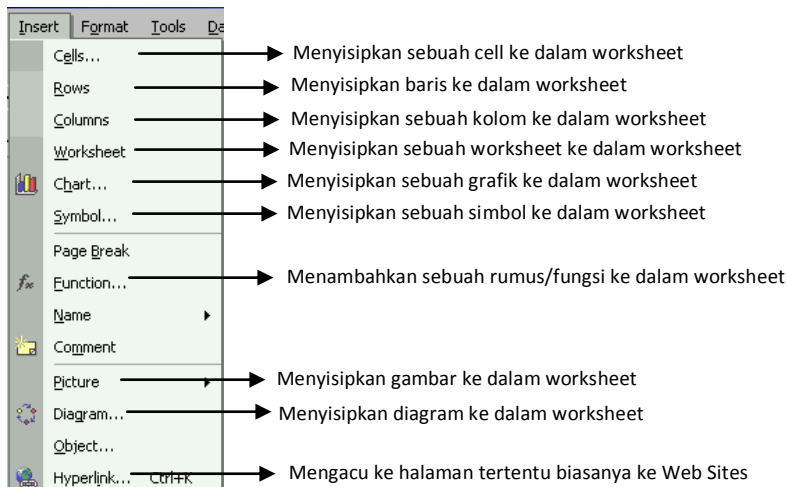 Insert Format Tools Da
Cells... Menyisipkan sebuah cell ke dalam worksheet
Rows Menyisipkan baris ke dalam worksheet
Columns Menyisipkan sebuah kolom ke dalam worksheet
Worksheet Menyisipkan sebuah worksheet ke dalam worksheet
Chart... Menyisipkan sebuah grafik ke dalam worksheet
Symbol... Menyisipkan sebuah simbol ke dalam worksheet
Page Break
fx Function... Menambahkan sebuah rumus/fungsi ke dalam worksheet
Name
Comment
Picture Menyisipkan gambar ke dalam worksheet
Diagram... Menyisipkan diagram ke dalam worksheet
Object...
Hyperlink... Ctrl+K Mengacu ke halaman tertentu biasanya ke Web Sites